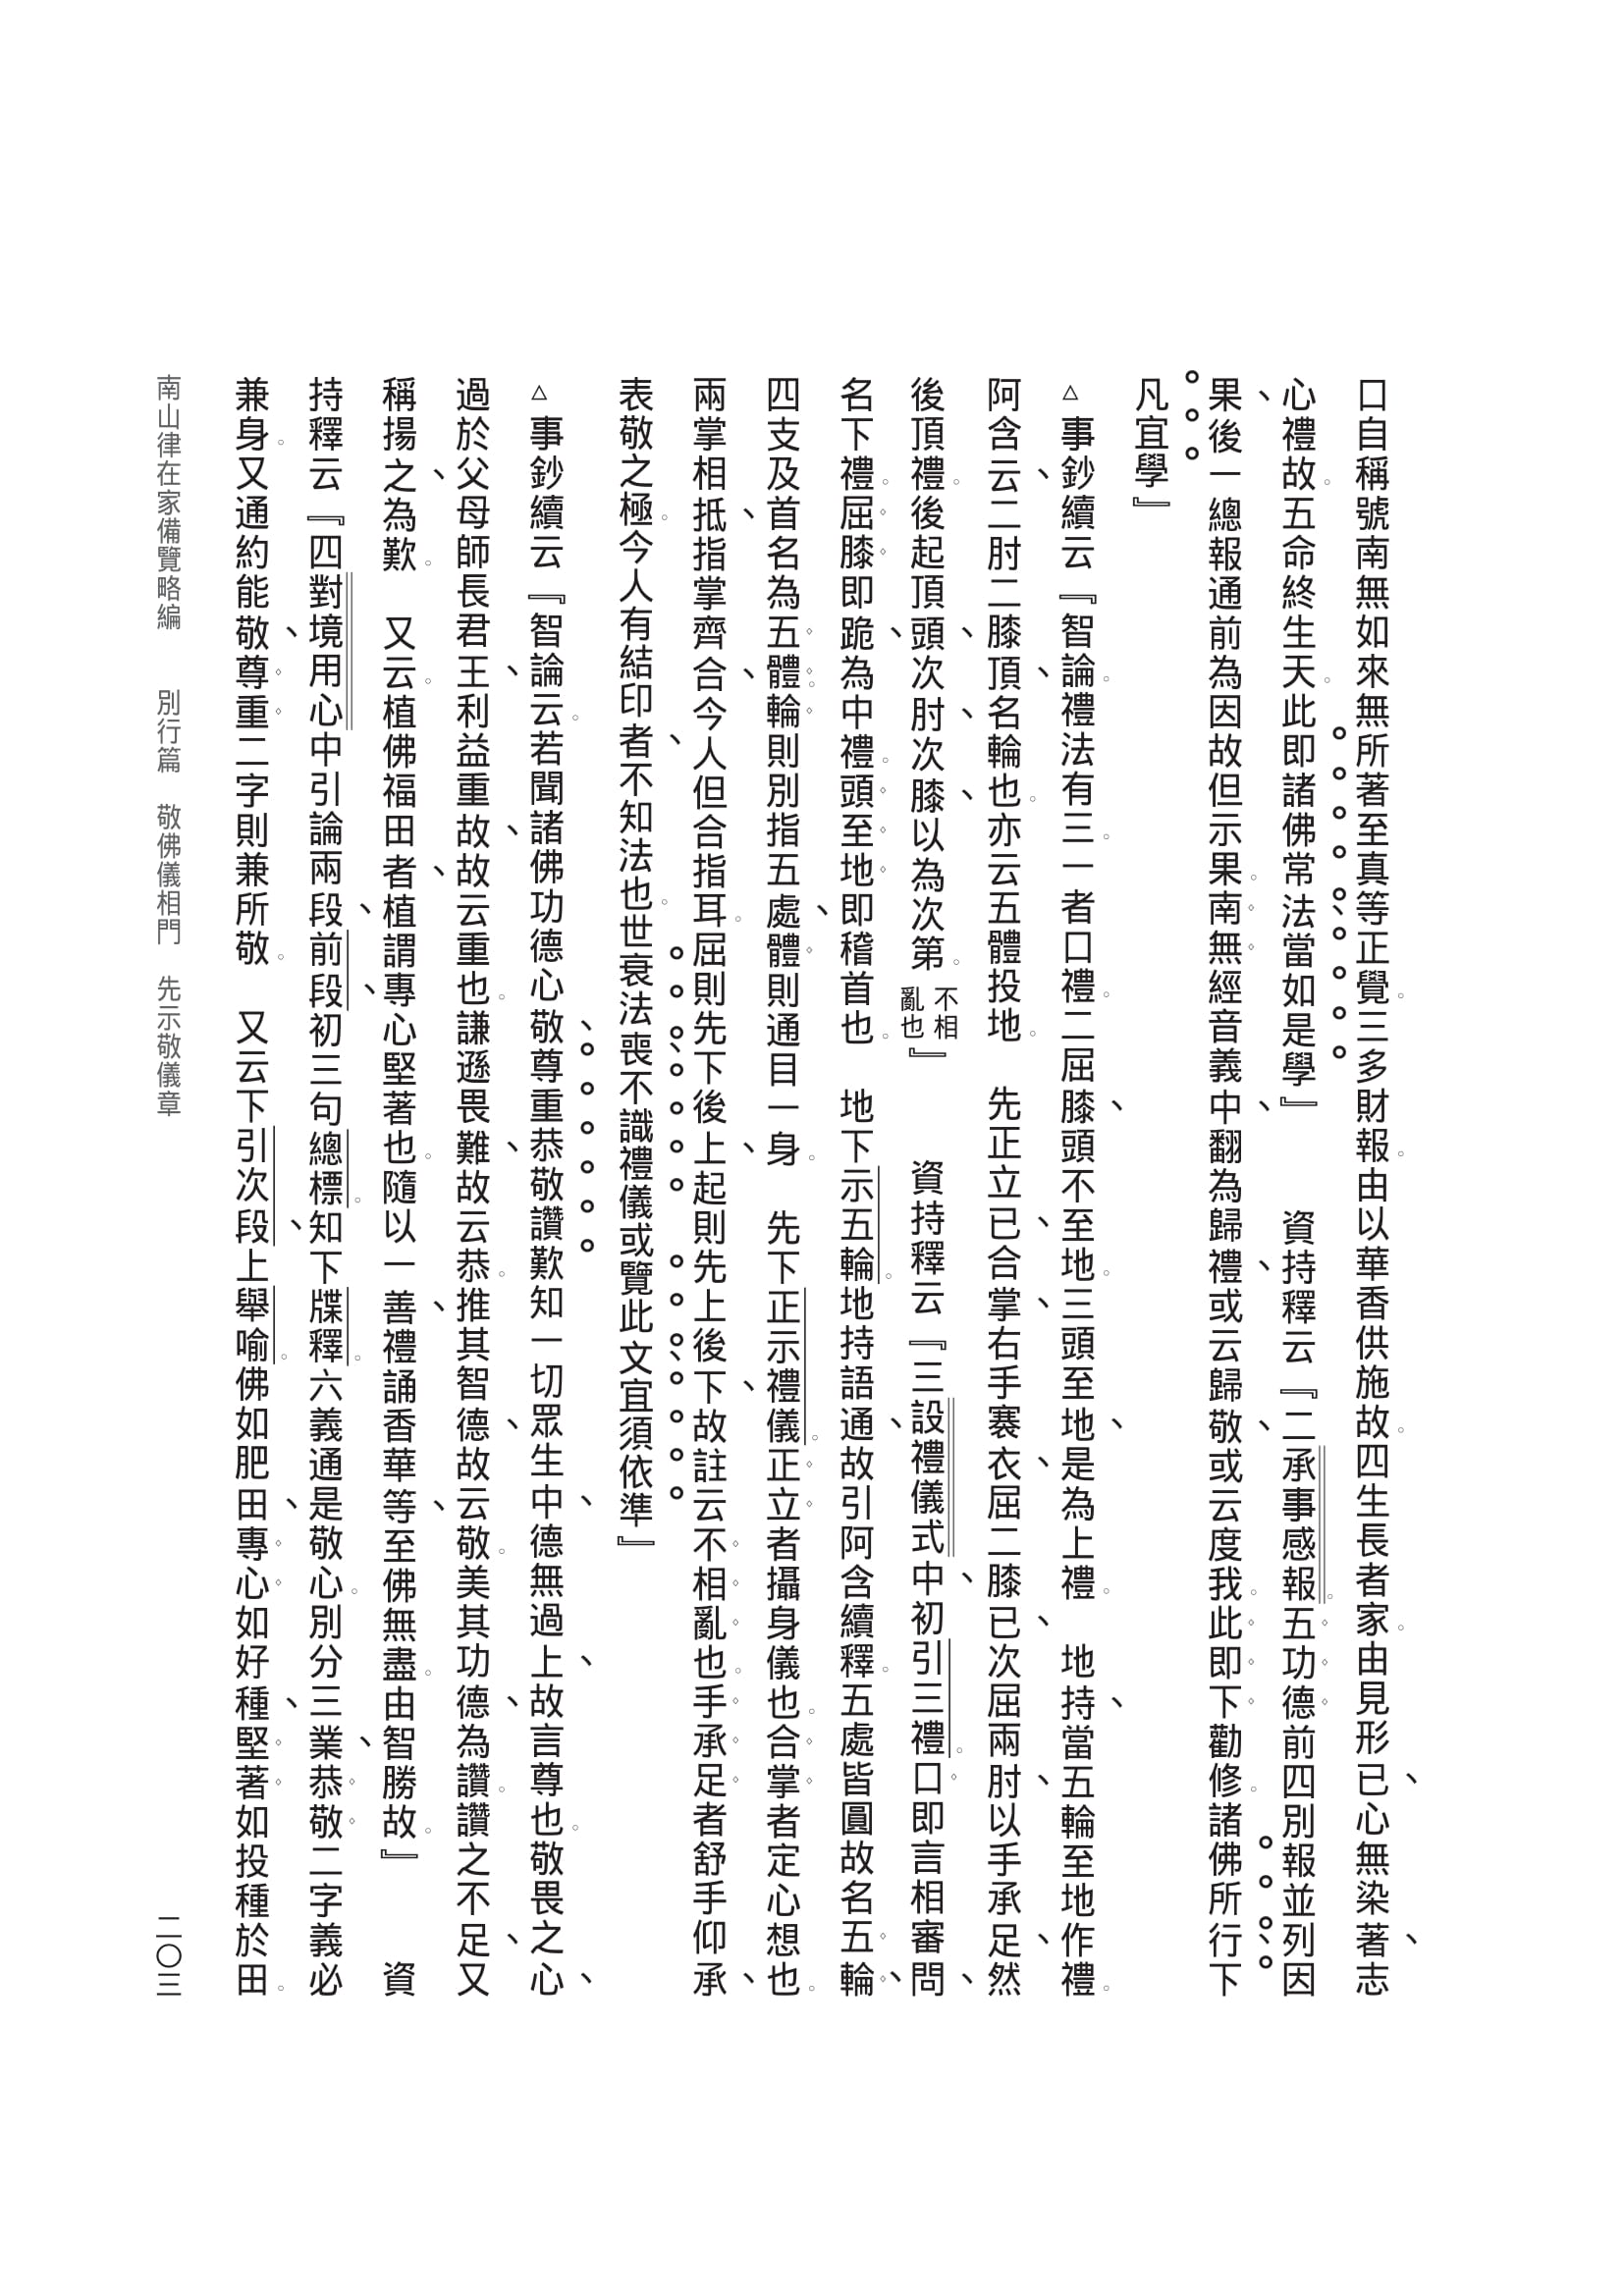 口自稱號南無如來無所著至真等正覺。三多財報。由以華香供施故。四生長者家。由見形已、心無染著、志
心禮故。五命終生天。此即諸佛常法、當如是學』　　資持釋云『二承事感報。五功德前四別報並列因
果、後一總報通前為因故但示果。南無經音義中、翻為歸禮、或云歸敬、或云度我。此即下勸修。諸佛所行、下
凡宜學』
△事鈔續云『智論。禮法有三。一者口禮。二屈膝、頭不至地。三頭至地、是為上禮。　地持、當五輪至地作禮。
阿含云、二肘二膝頂、名輪也。亦云五體投地。　先正立已、合掌、右手褰衣、屈二膝已、次屈兩肘、以手承足、然
後頂禮。後起頂頭、次肘、次膝、以為次第。不相亂也』　　資持釋云『三設禮儀式中、初引三禮。口即言相審問、
名下禮。屈膝即跪、為中禮。頭至地即稽首也。　地下示五輪。地持語通、故引阿含續釋。五處皆圓故名五輪、
四支及首名為五體。輪則別指五處、體則通目一身。　先下正示禮儀。正立者攝身儀也。合掌者定心想也。
兩掌相抵、指掌齊合、今人但合指耳。屈則先下後上、起則先上後下、故註云不相亂也。手承足者舒手仰承、
表敬之極。今人有結印者、不知法也。世衰法喪、不識禮儀或覽此文、宜須依準』
△事鈔續云『智論云。若聞諸佛功德心敬、尊重恭敬讚歎知一切眾生中、德無過上、故言尊也。敬畏之心、
過於父母師長君王、利益重故、故云重也。謙遜畏難、故云恭。推其智德、故云敬。美其功德、為讚。讚之不足、又
稱揚之、為歎。　又云。植佛福田者、植謂專心堅著也。隨以一善、禮誦香華等、至佛無盡。由智勝故。』　　資
持釋云『四對境用心中引論兩段、前段、初三句總標。知下牒釋。六義通是敬心。別分三業、恭敬二字義必
兼身。又通約能敬、尊重二字則兼所敬。　又云下引次段、上舉喻。佛如肥田、專心如好種、堅著如投種於田。
南山律在家備覽略編　　別行篇　敬佛儀相門　先示敬儀章
二〇三